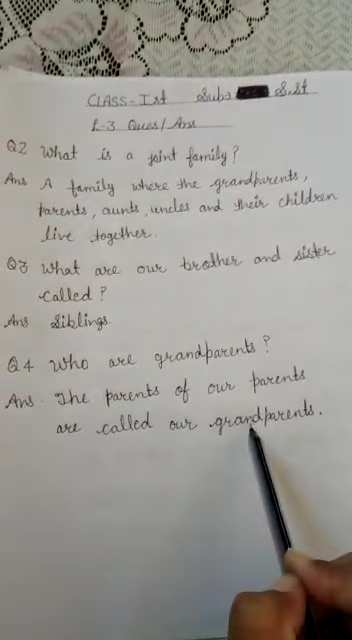 CLASS-Ist Subs S.St
L-3 Ques/Ans
Q2 What is a joint family?
Ans A family where the grandparents,
parents, aunts, uncles and their children
live together.
Q3 What are our brother and sister
called?
Ans Siblings.
Q4 Who are grandparents?
Ans. The parents of our parents
are called our grandparents.